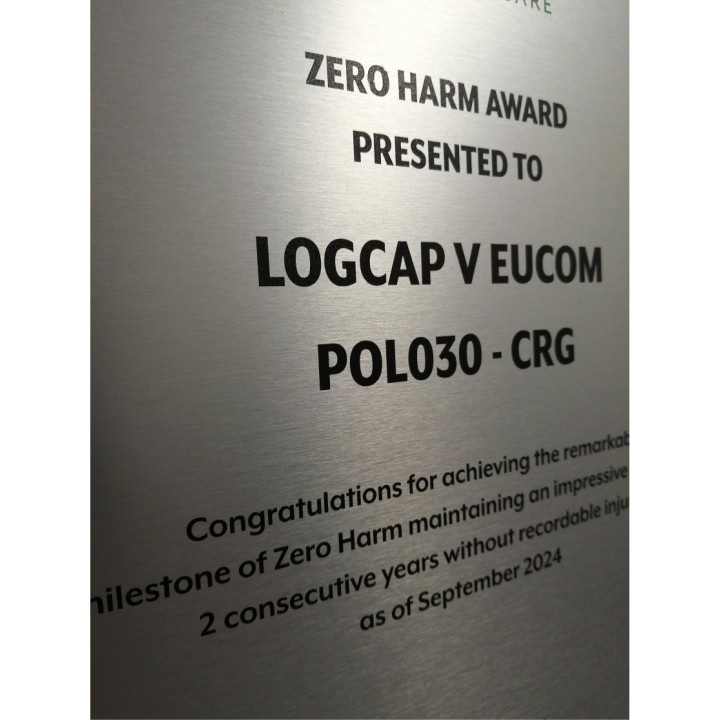 ZERO HARM AWARD
PRESENTED TO
LOGCAP V EUCOM
POL030 - CRG
Congratulations for achieving the
of Zero Harm maintaining an impressive
2 consecutive years without recordable
as of September 2024